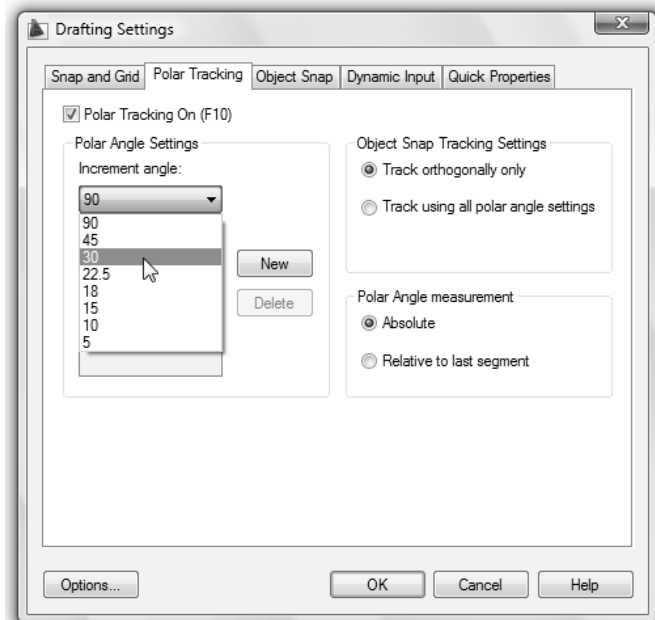 Drafting Settings
Snap and Grid Polar Tracking Object Snap Dynamic Input Quick Properties
Polar Tracking On (F10)
Polar Angle Settings
Increment angle:
90
90
45
30
22.5
18
15
10
5
New
Delete
Object Snap Tracking Settings
Track orthogonally only
Track using all polar angle settings
Polar Angle measurement
Absolute
Relative to last segment
Options... OK Cancel Help